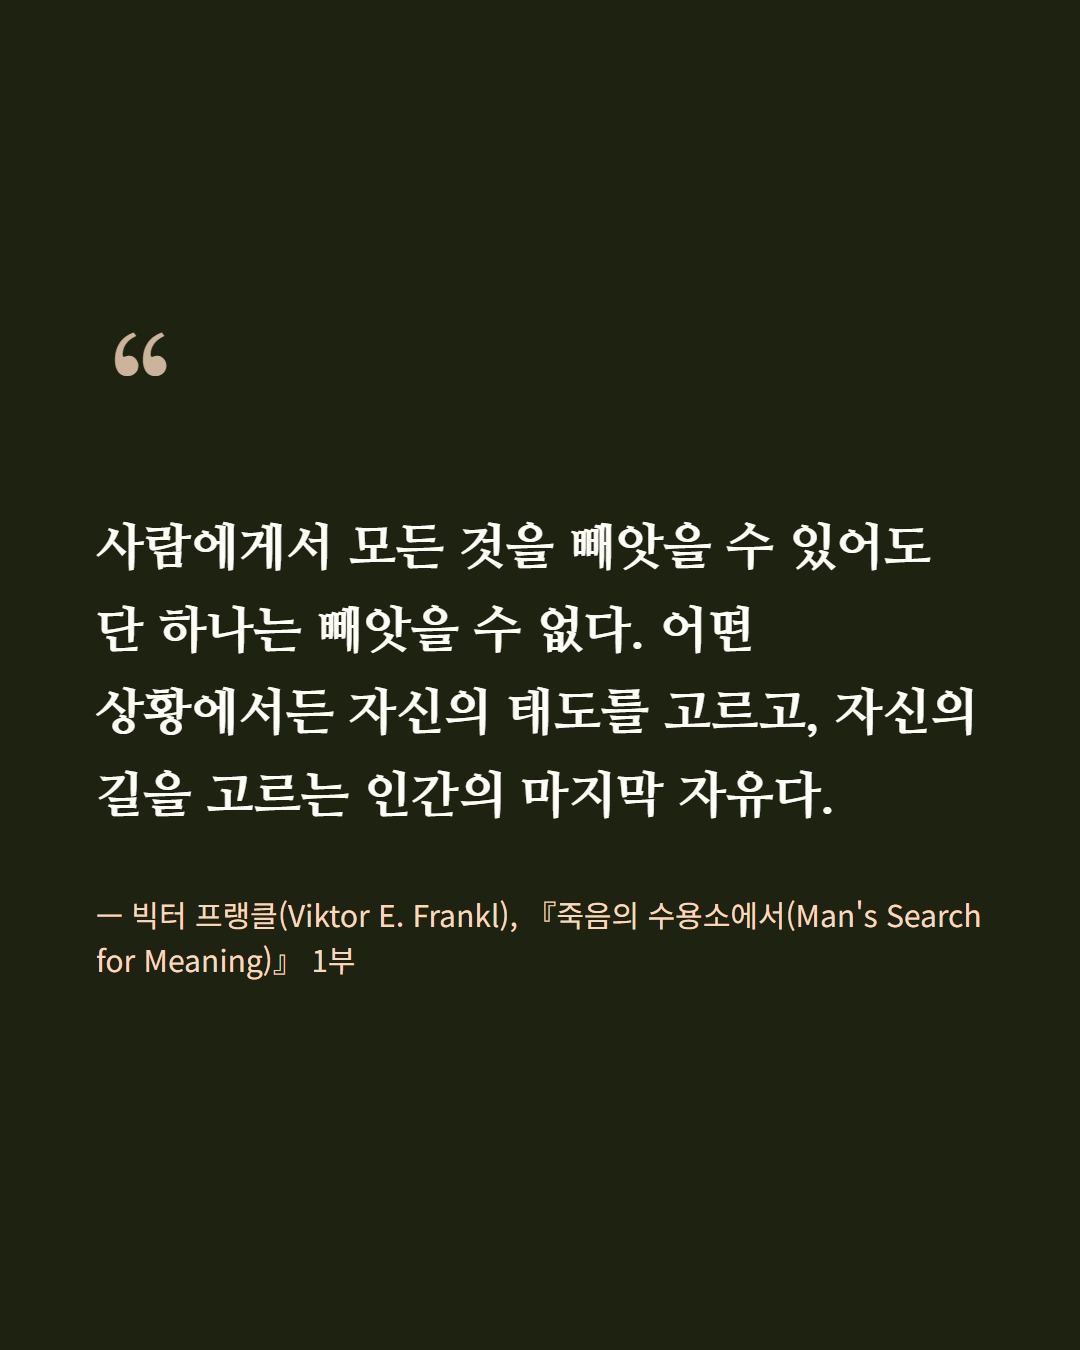 “
사람에게서 모든 것을 빼앗을 수 있어도
단 하나는 빼앗을 수 없다. 어떤
상황에서든 자신의 태도를 고르고, 자신의
길을 고르는 인간의 마지막 자유다.
— 빅터 프랭클(Viktor E. Frankl), 『죽음의 수용소에서(Man's Search
for Meaning)』 1부